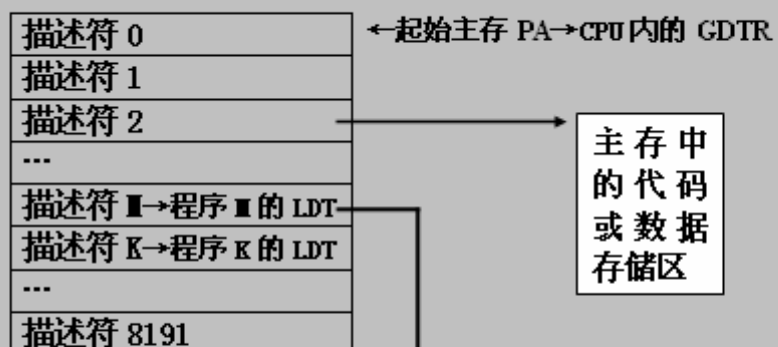 描述符 0
←起始主存 PA→CPU 内的 GDTR
描述符 1
描述符 2
主存中
的代码
或数据
存储区
...
描述符 M→程序 M 的 LDT
描述符 K→程序 K 的 LDT
...
描述符 8191